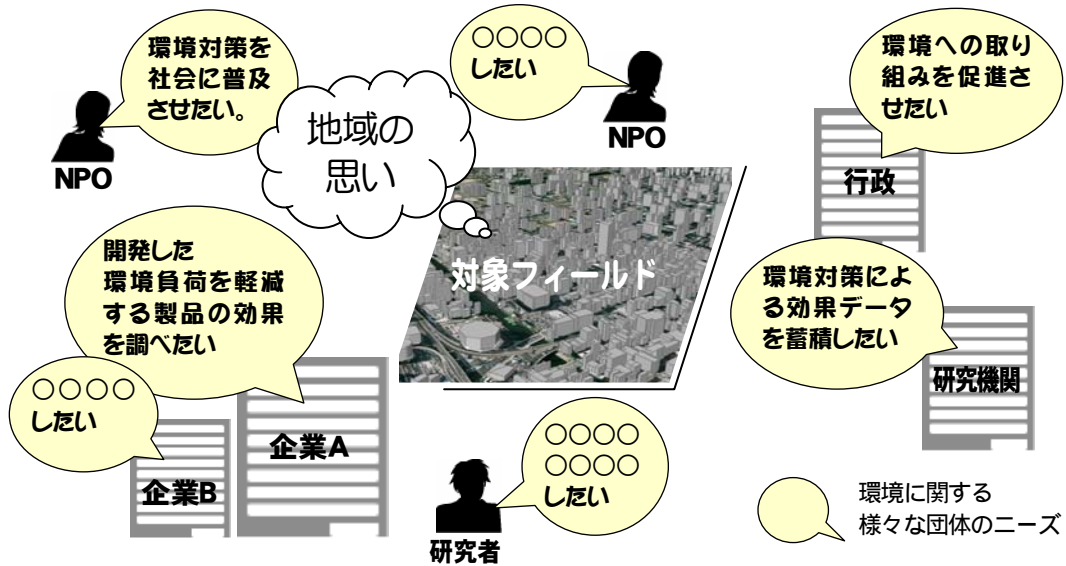 環境対策を
社会に普及
させたい。
NPO
○○○○
したい
NPO
環境への取り
組みを促進さ
せたい
行政
地域の
思い
対象フィールド
開発した
環境負荷を軽減
する製品の効果
を調べたい
企業A
○○○○
したい
企業B
環境対策によ
る効果データ
を蓄積したい
研究機関
○○○○
○○○○
したい
研究者
環境に関する
様々な団体のニーズ